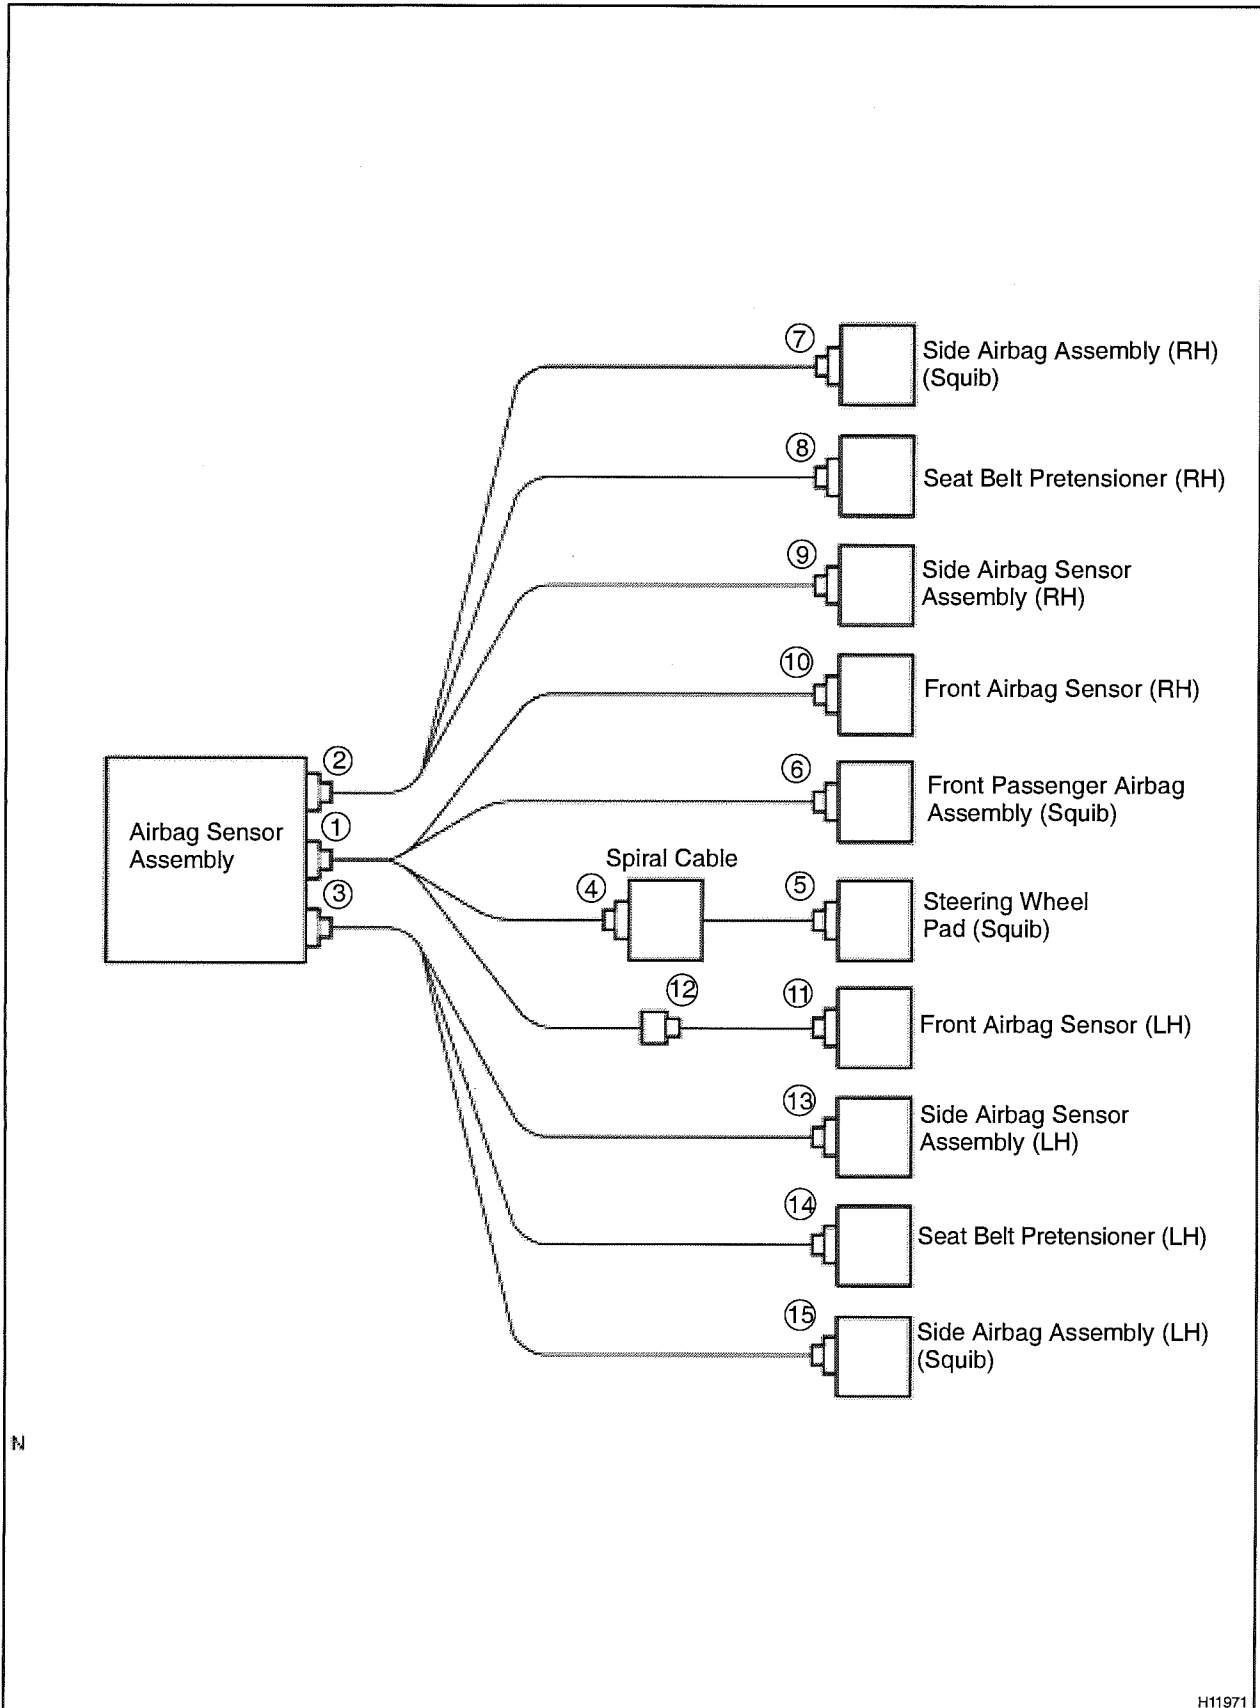 7
Side Airbag Assembly (RH)
(Squib)
8
Seat Belt Pretensioner (RH)
9
Side Airbag Sensor
Assembly (RH)
10
Front Airbag Sensor (RH)
2
1
3
Airbag Sensor
Assembly
6
Front Passenger Airbag
Assembly (Squib)
Spiral Cable
4
5
Steering Wheel
Pad (Squib)
12
11
Front Airbag Sensor (LH)
13
Side Airbag Sensor
Assembly (LH)
14
Seat Belt Pretensioner (LH)
15
Side Airbag Assembly (LH)
(Squib)
N
H11971